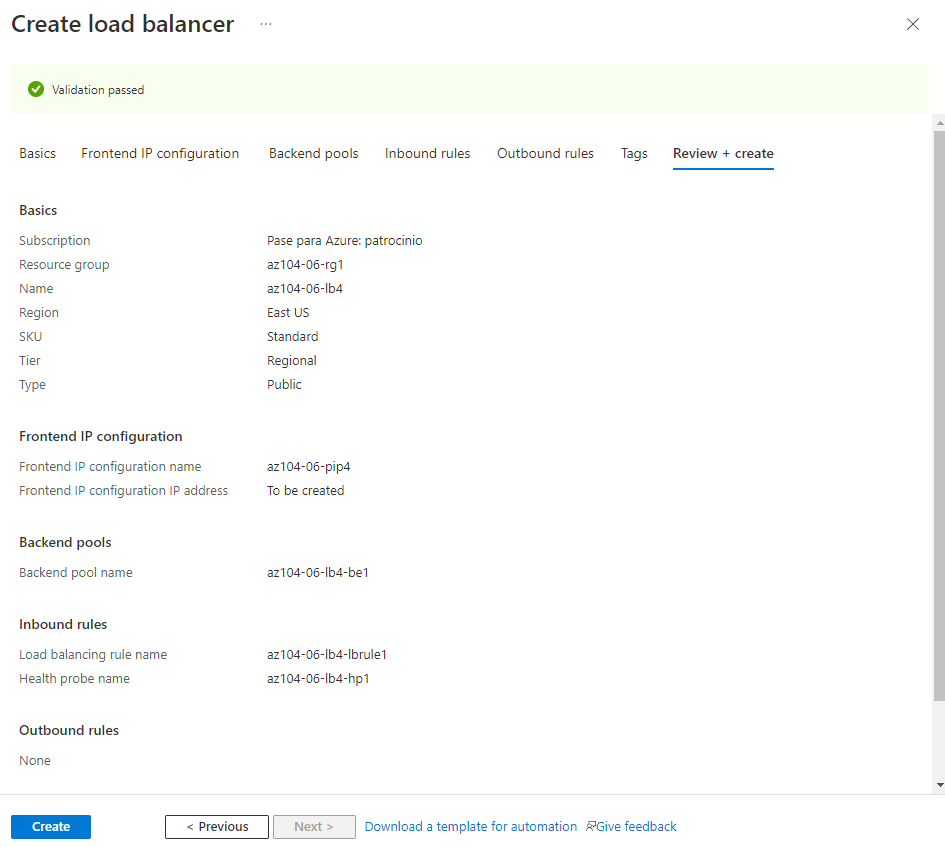 Create load balancer ...
Validation passed
Basics Frontend IP configuration Backend pools Inbound rules Outbound rules Tags Review + create
Basics
Subscription Pase para Azure: patrocinio
Resource group az104-06-rg1
Name az104-06-lb4
Region East US
SKU Standard
Tier Regional
Type Public
Frontend IP configuration
Frontend IP configuration name az104-06-pip4
Frontend IP configuration IP address To be created
Backend pools
Backend pool name az104-06-lb4-be1
Inbound rules
Load balancing rule name az104-06-lb4-lbrule1
Health probe name az104-06-lb4-hp1
Outbound rules
None
Create < Previous Next > Download a template for automation Give feedback